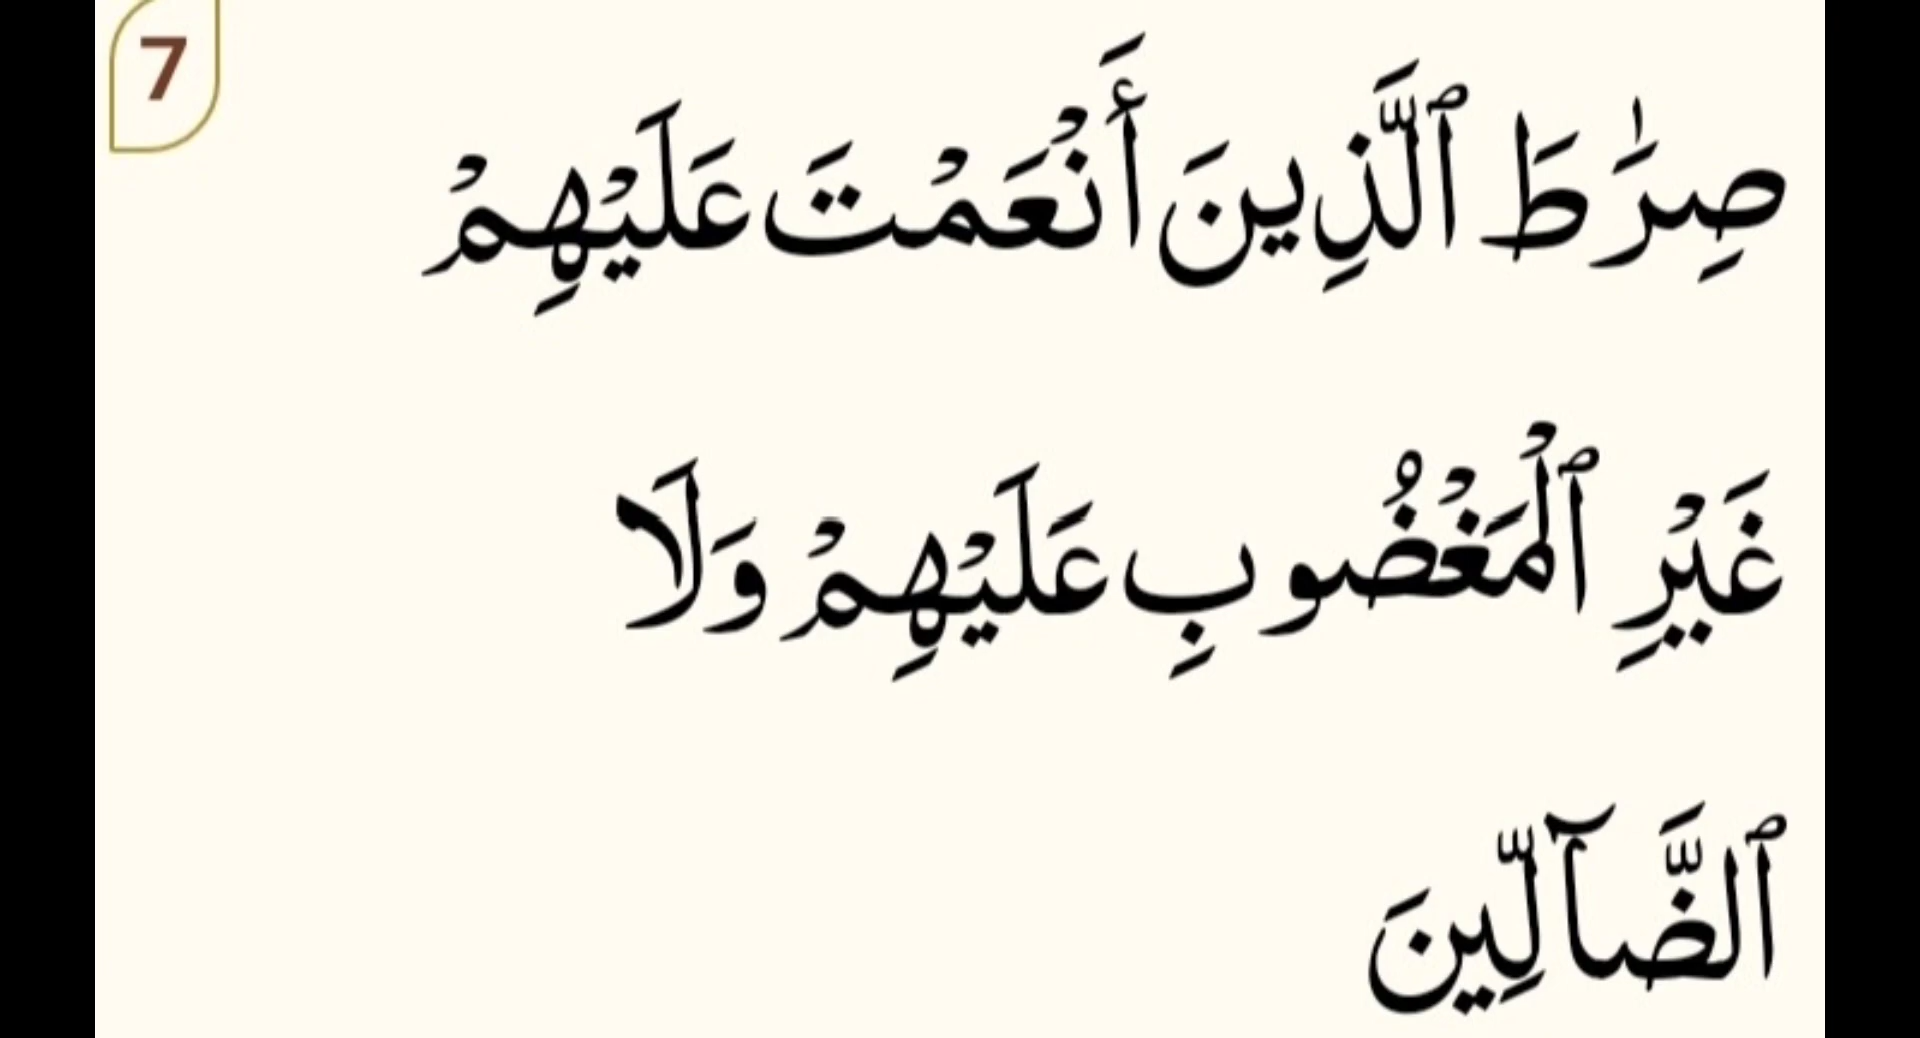 7
صِرَٰطَ ٱلَّذِينَ أَنْعَمْتَ عَلَيْهِمْ
غَيْرِ ٱلْمَغْضُوبِ عَلَيْهِمْ وَلَا
ٱلضَّآلِّينَ